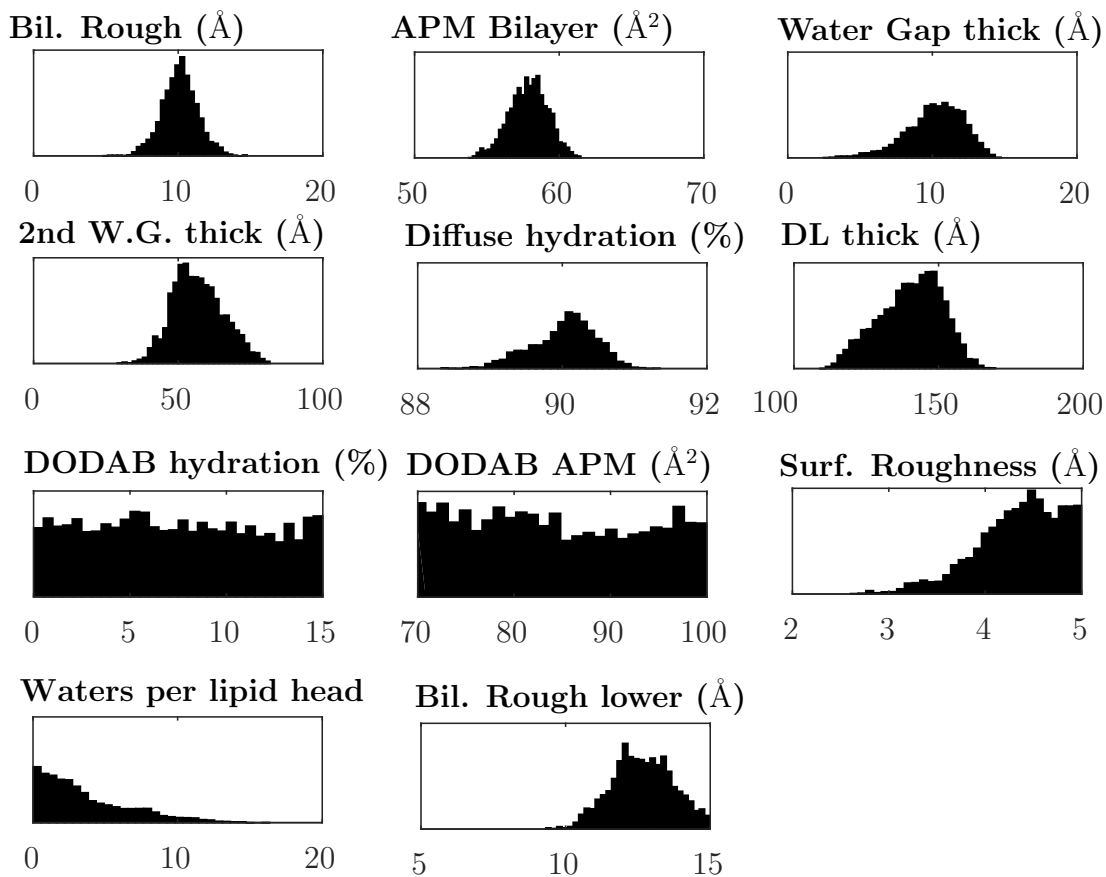 Bil. Rough (Å) APM Bilayer (Å²) Water Gap thick (Å)
0 10 20 50 60 70 0 10 20
2nd W.G. thick (Å) Diffuse hydration (%) DL thick (Å)
0 50 100 88 90 92 100 150 200
DODAB hydration (%) DODAB APM (Å²) Surf. Roughness (Å)
0 5 10 15 70 80 90 100 2 3 4 5
Waters per lipid head Bil. Rough lower (Å)
0 10 20 5 10 15